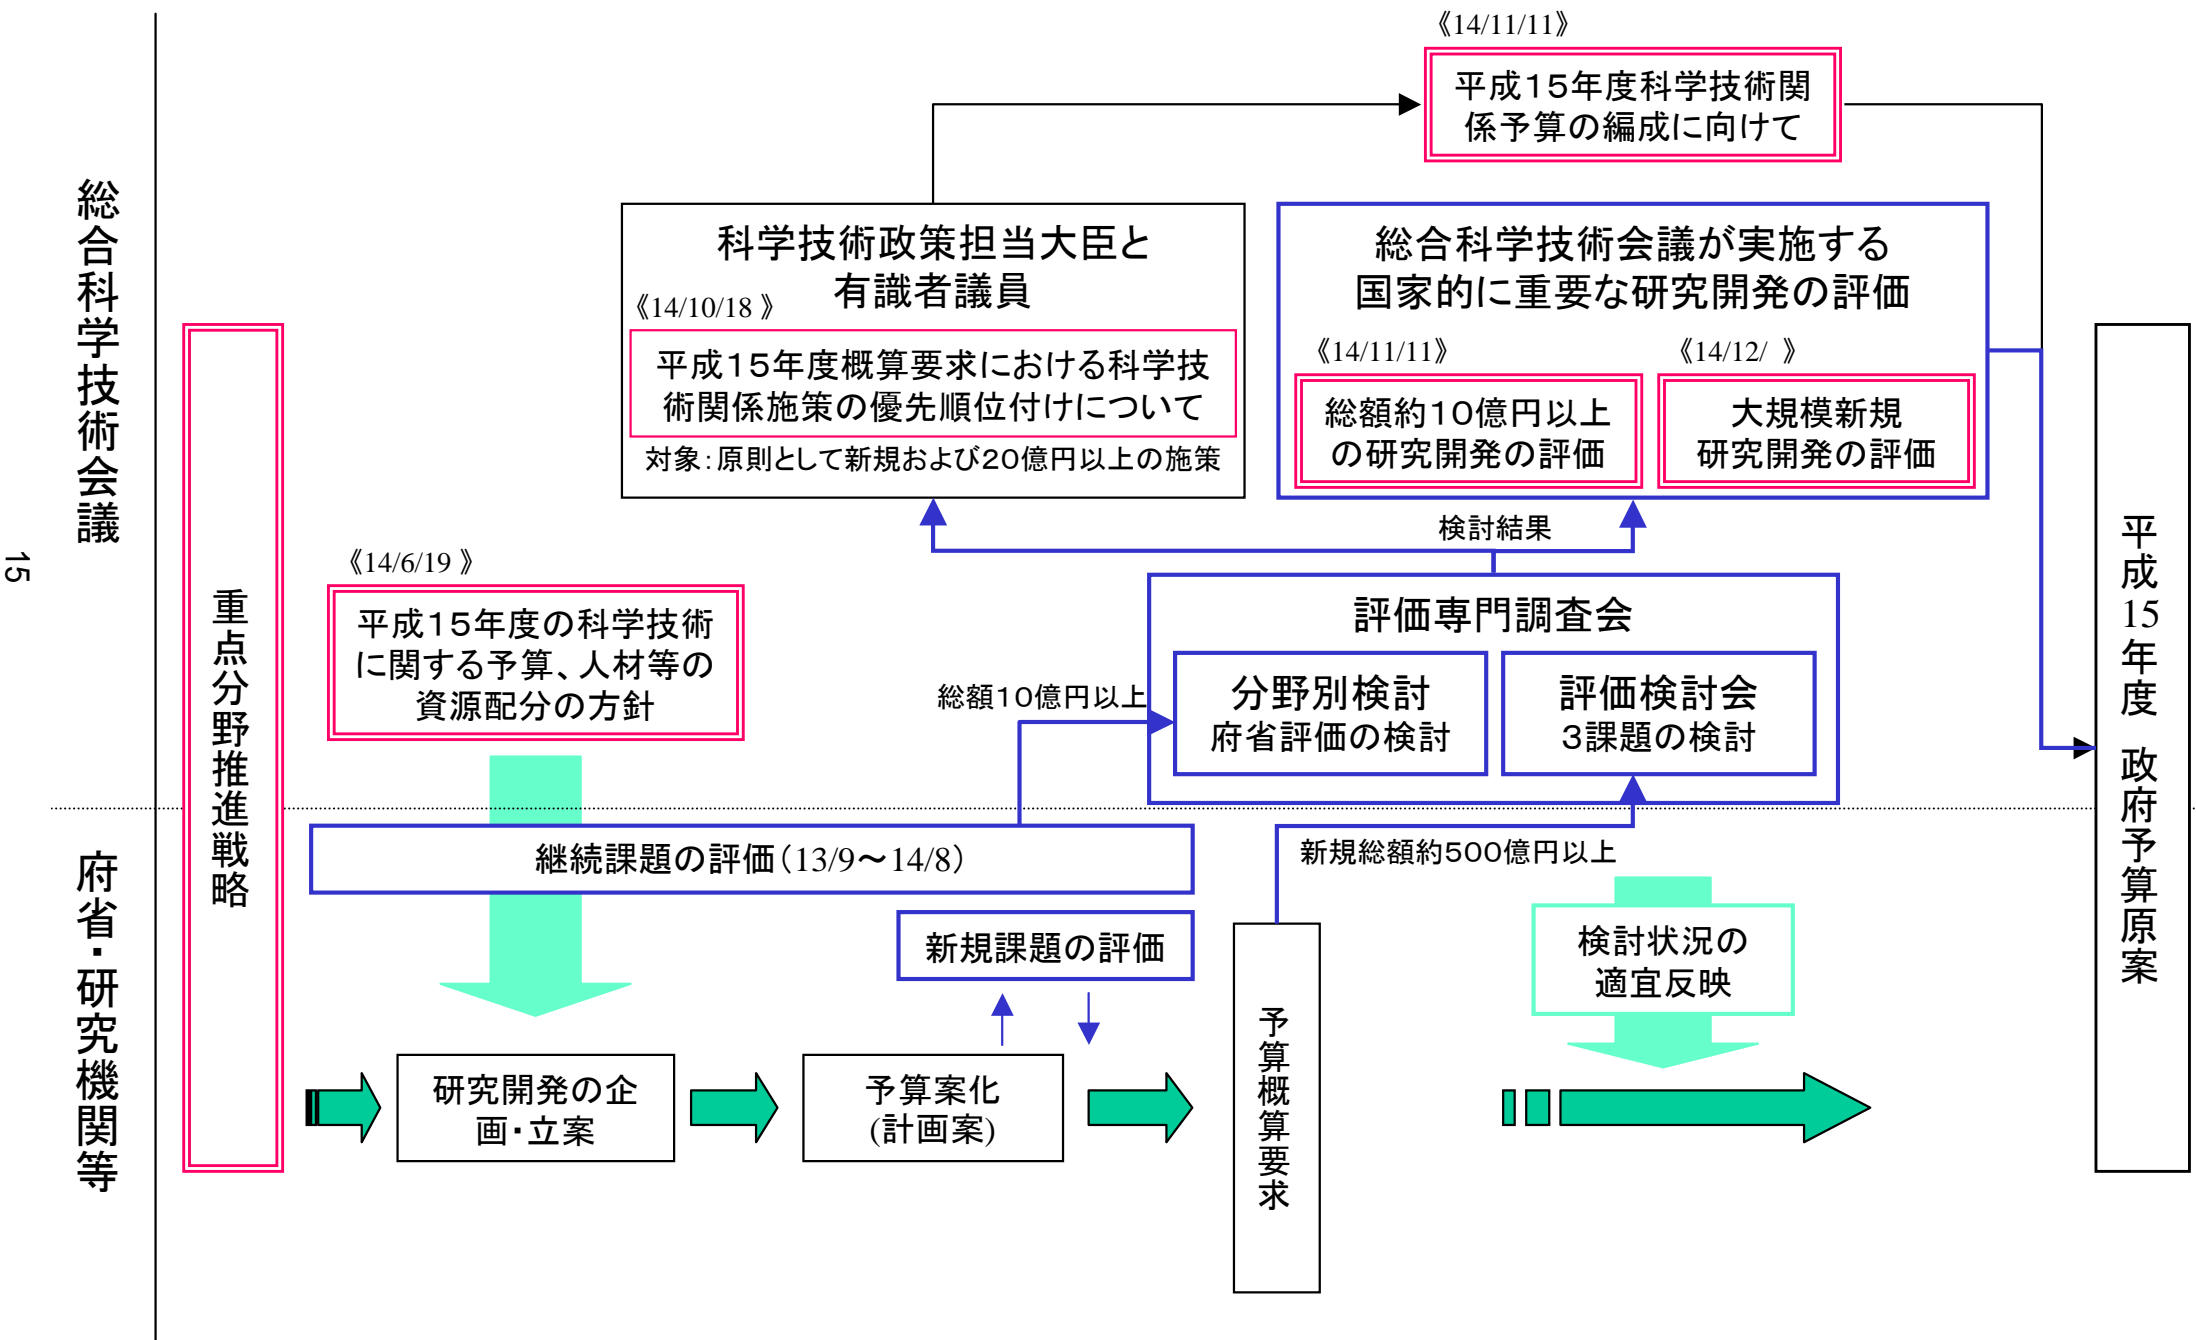 《14/11/11》
平成15年度科学技術関
係予算の編成に向けて
総合科学技術会議
科学技術政策担当大臣と
有識者議員
《14/10/18 》
平成15年度概算要求における科学技
術関係施策の優先順位付けについて
対象:原則として新規および20億円以上の施策
総合科学技術会議が実施する
国家的に重要な研究開発の評価
《14/11/11》
総額約10億円以上
の研究開発の評価
《14/12/ 》
大規模新規
研究開発の評価
検討結果
15
重点分野推進戦略
《14/6/19 》
平成15年度の科学技術
に関する予算、人材等の
資源配分の方針
総額10億円以上
評価専門調査会
分野別検討
府省評価の検討
評価検討会
3課題の検討
平成15年度 政府予算原案
府省・研究機関等
継続課題の評価(13/9~14/8)
新規総額約500億円以上
新規課題の評価
検討状況の
適宜反映
研究開発の企
画・立案
予算案化
(計画案)
予算概算要求